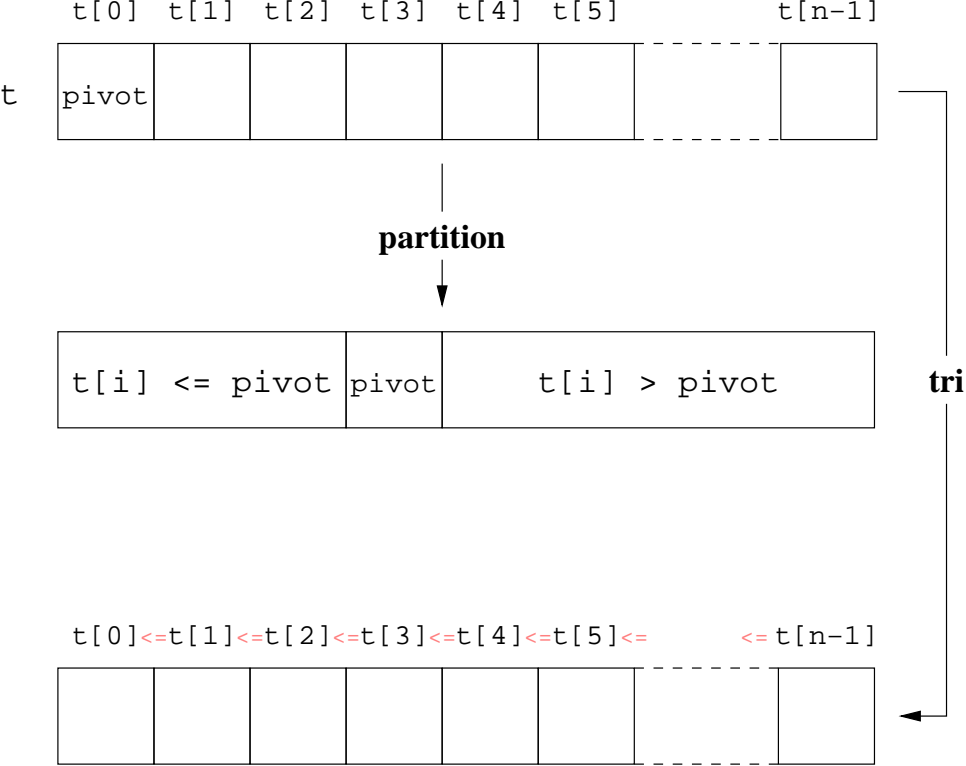 t[0] t[1] t[2] t[3] t[4] t[5] t[n−1]
t pivot
partition
t[i] <= pivot pivot t[i] > pivot
tri
t[0]<=t[1]<=t[2]<=t[3]<=t[4]<=t[5]<= <= t[n−1]